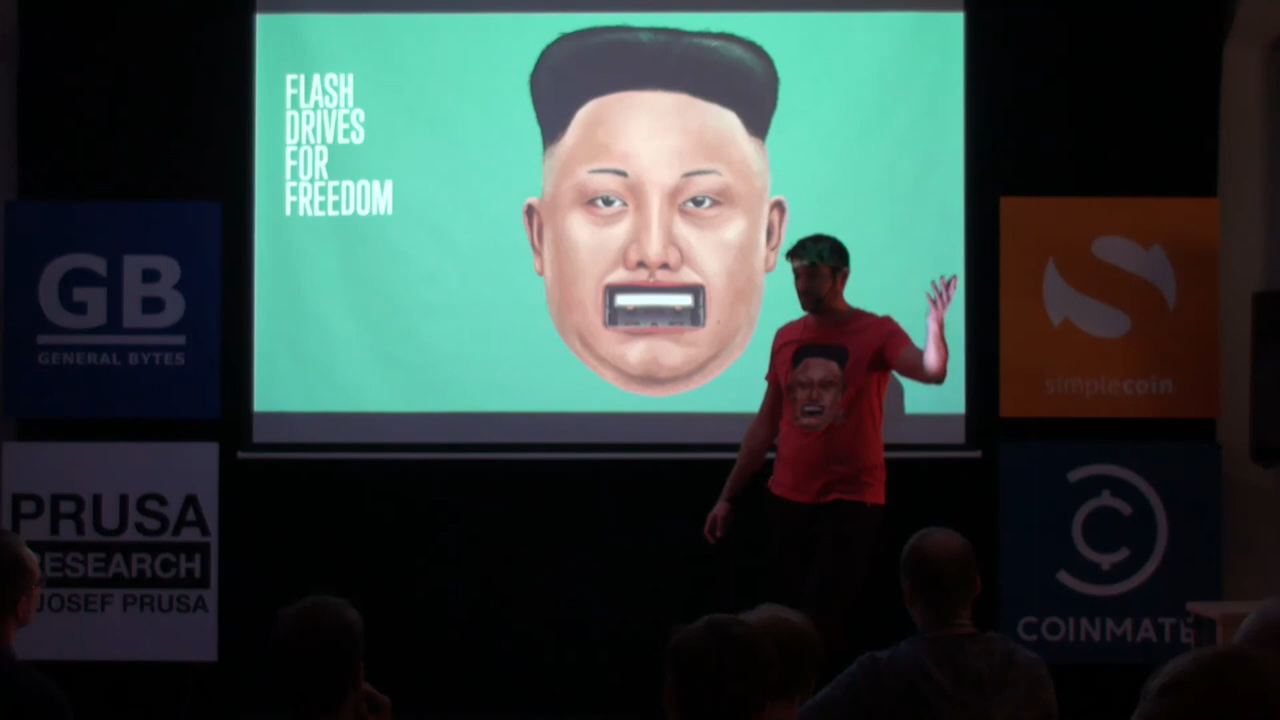 FLASH
DRIVES
FOR
FREEDOM
GB
GENERAL BYTES
simplecoin
PRUSA
RESEARCH
JOSEF PRUSA
COINMATE